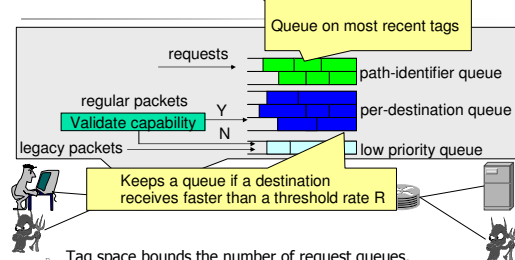 Queue on most recent tags
requests
path-identifier queue
regular packets
per-destination queue
Validate capability
Y
N
legacy packets
low priority queue
Keeps a queue if a destination
receives faster than a threshold rate R
Tag space bounds the number of request queues.